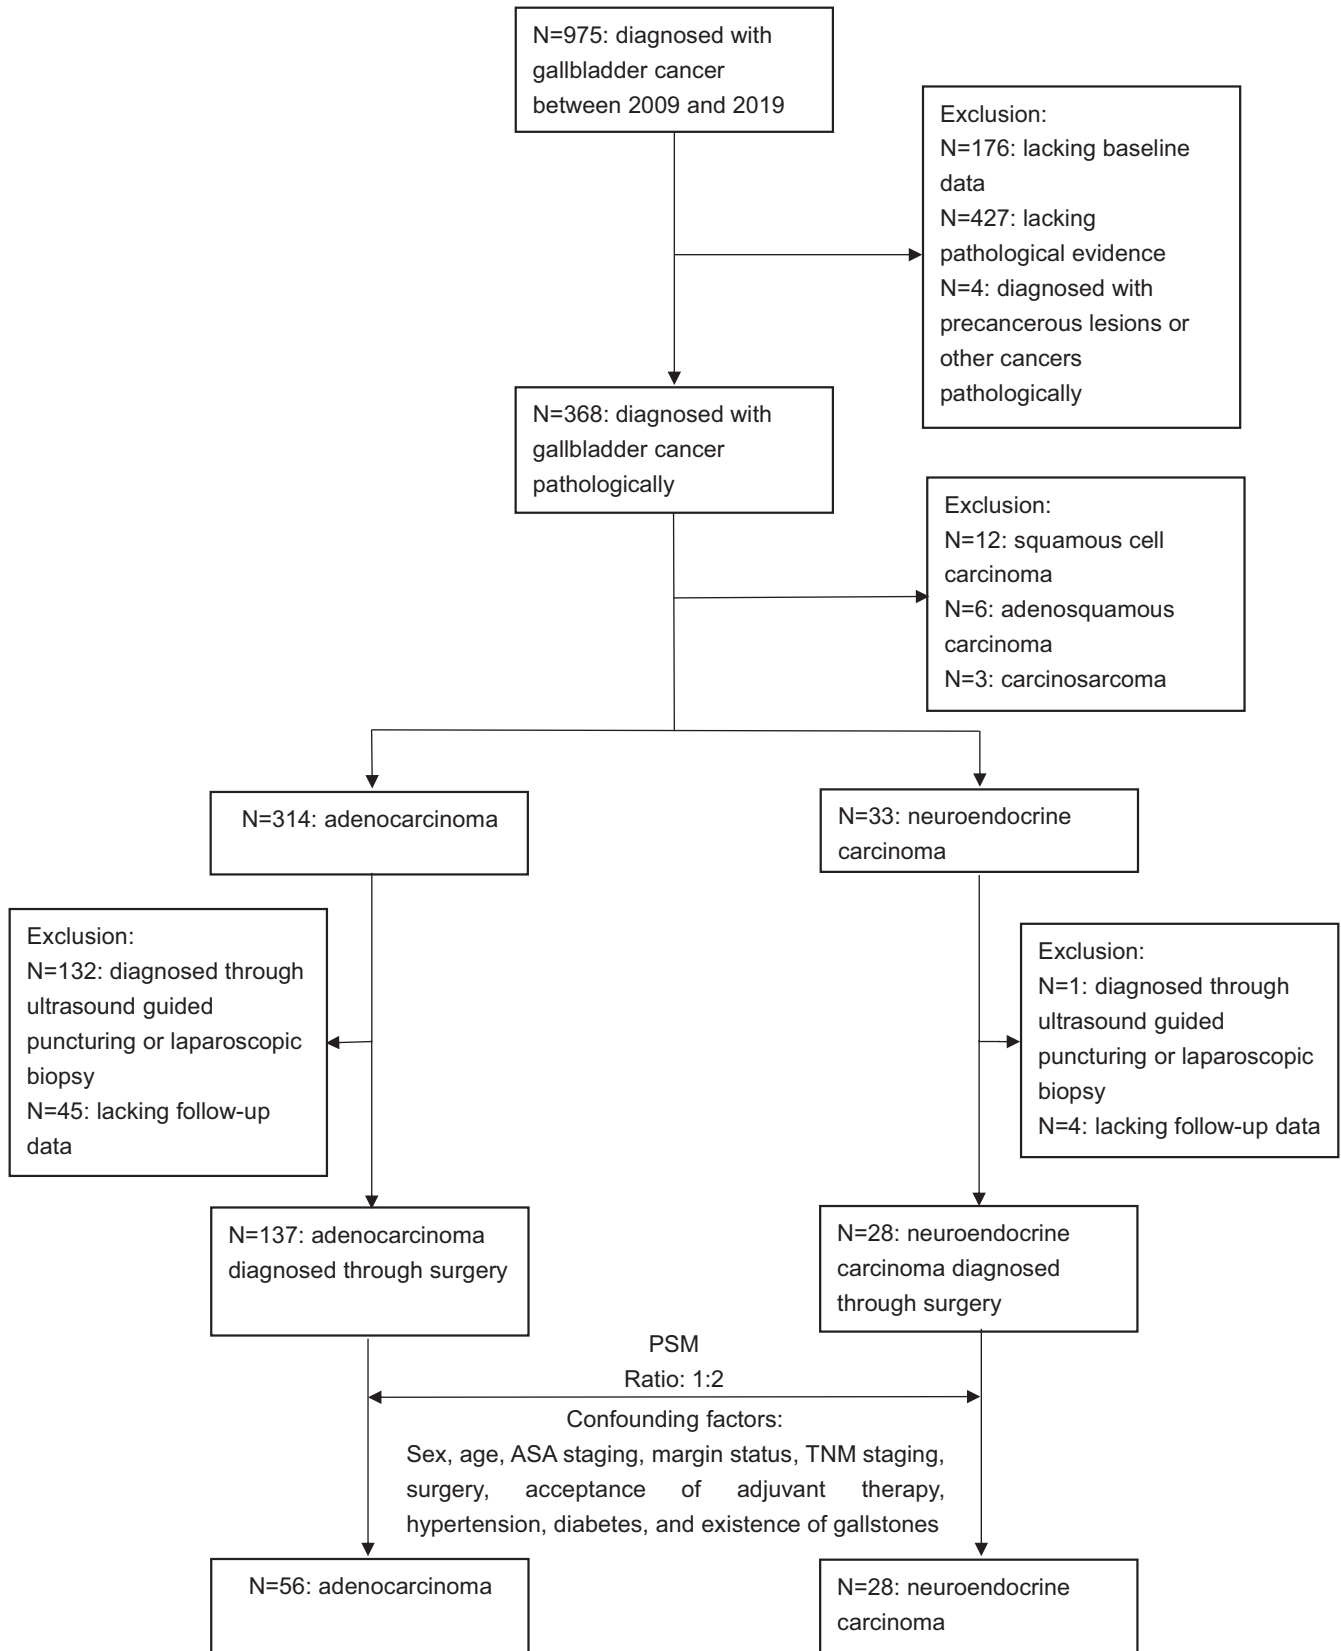 N=975: diagnosed with
gallbladder cancer
between 2009 and 2019
Exclusion:
N=176: lacking baseline
data
N=427: lacking
pathological evidence
N=4: diagnosed with
precancerous lesions or
other cancers
pathologically
N=368: diagnosed with
gallbladder cancer
pathologically
Exclusion:
N=12: squamous cell
carcinoma
N=6: adenosquamous
carcinoma
N=3: carcinosarcoma
N=314: adenocarcinoma
N=33: neuroendocrine
carcinoma
Exclusion:
N=132: diagnosed through
ultrasound guided
puncturing or laparoscopic
biopsy
N=45: lacking follow-up
data
Exclusion:
N=1: diagnosed through
ultrasound guided
puncturing or laparoscopic
biopsy
N=4: lacking follow-up data
N=137: adenocarcinoma
diagnosed through surgery
N=28: neuroendocrine
carcinoma diagnosed
through surgery
PSM
Ratio: 1:2
Confounding factors:
Sex, age, ASA staging, margin status, TNM staging,
surgery, acceptance of adjuvant therapy,
hypertension, diabetes, and existence of gallstones
N=56: adenocarcinoma
N=28: neuroendocrine
carcinoma